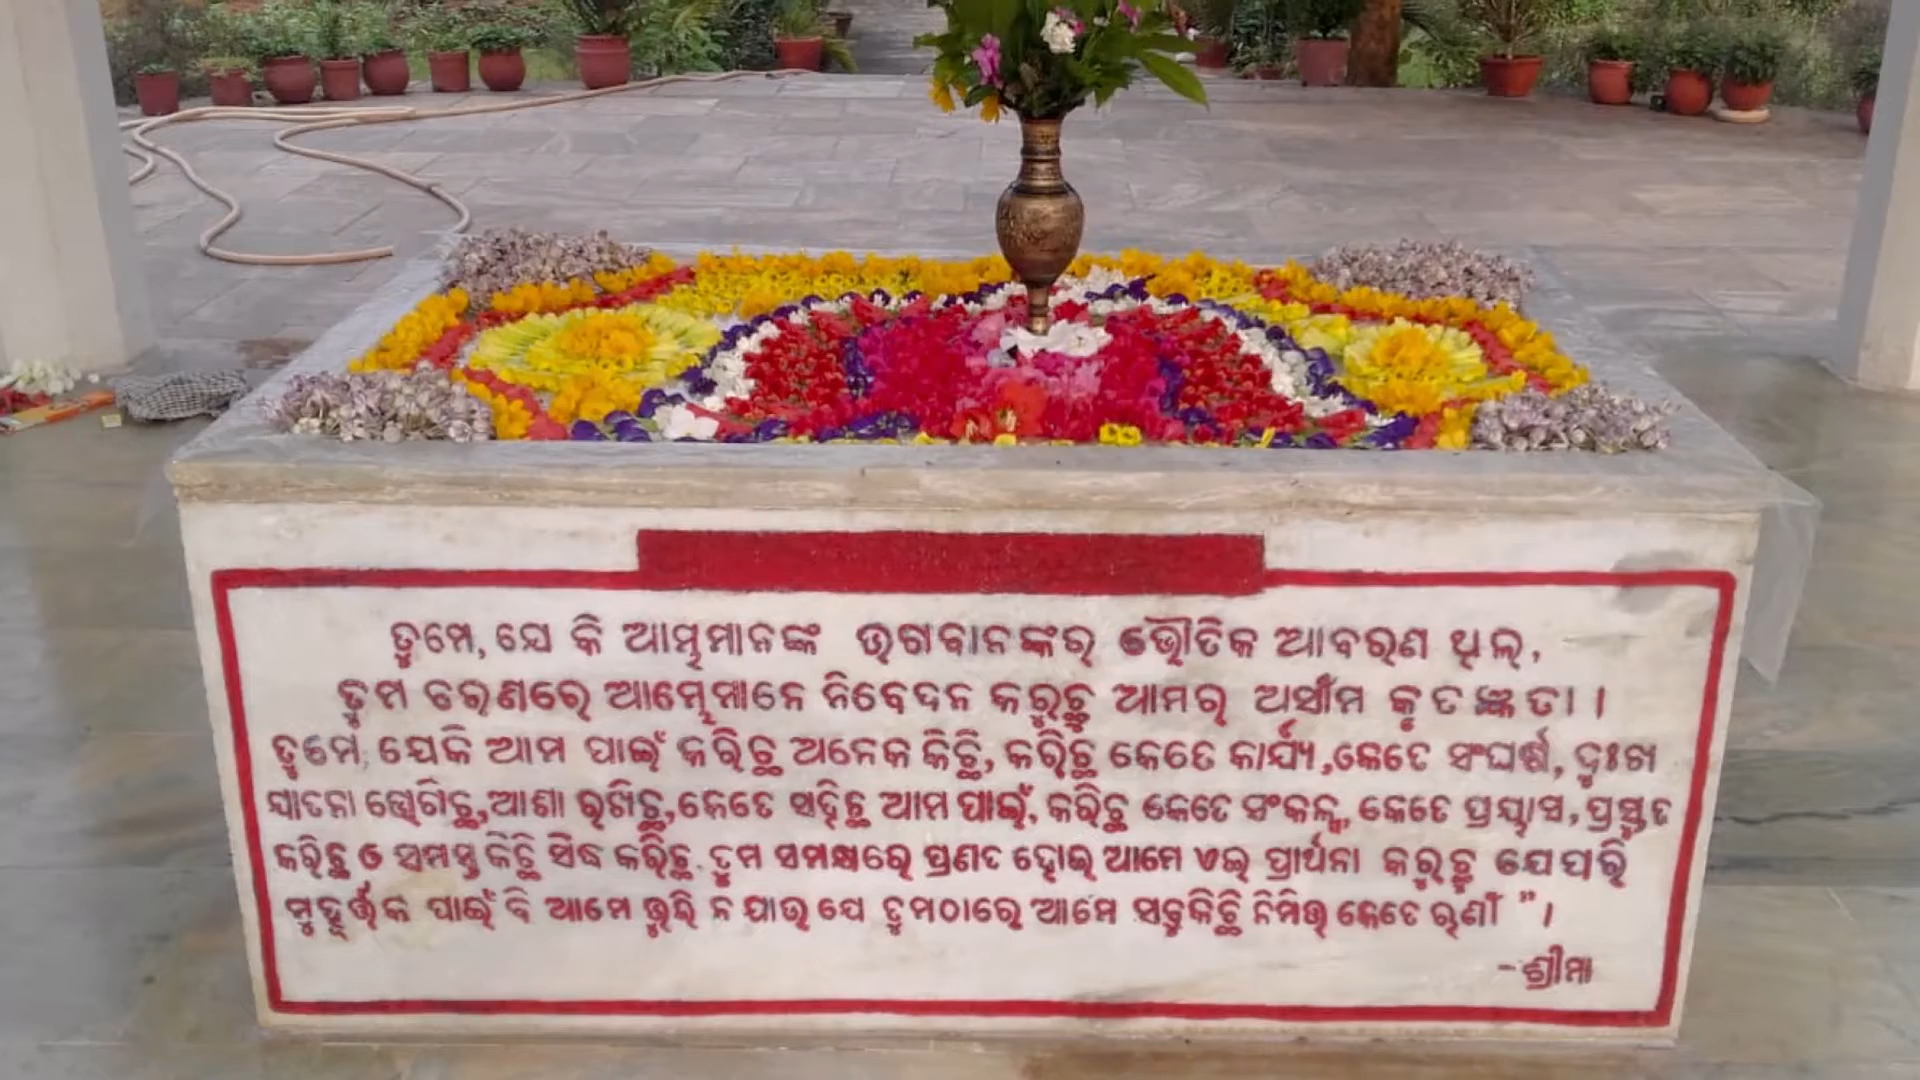 ତୁମେ, ଯେ କି ଆମ୍ଭମାନଙ୍କ ଭଗବାନଙ୍କର ଭୌତିକ ଆବରଣ ଥିଲ,
ତୁମ ଚରଣରେ ଆମ୍ଭେମାନେ ନିବେଦନ କରୁଚୁ ଆମର ଅସୀମ କୃତଜ୍ଞତା ।
ତୁମେ, ଯେକି ଆମ ପାଇଁ କରିଚ୍ଛ ଅନେକ କିଚ୍ଛି, କରିଚ୍ଛ କେତେ କାର୍ଯ୍ୟ, କେତେ ସଂଘର୍ଷ, ଦୁଃଖ
ଯାତନା ଭୋଗିଚ୍ଛ, ଆଶା ରଖିଚ୍ଛ, କେତେ ସହିଚ୍ଛ ଆମ ପାଇଁ, କରିଚ୍ଛ କେତେ ସଂକଳ୍ପ, କେତେ ପ୍ରୟାସ, ପ୍ରସ୍ତୁତ
କରିଚ୍ଛ ଓ ସମସ୍ତ କିଚ୍ଛି ସିଦ୍ଧ କରିଚ୍ଛ. ତୁମ ସମକ୍ଷରେ ପ୍ରଣତ ହୋଇ ଆମେ ଏଇ ପ୍ରାର୍ଥନା କରୁଚୁ ଯେପରି
ମୁହୂର୍ତ୍ତକ ପାଇଁ ବି ଆମେ ଭୁଲି ନ ଯାଉ ଯେ ତୁମଠାରେ ଆମେ ସବୁକିଚ୍ଛି ନିମିତ୍ତ କେତେ ଋଣୀ” ।
-ଶ୍ରୀମା